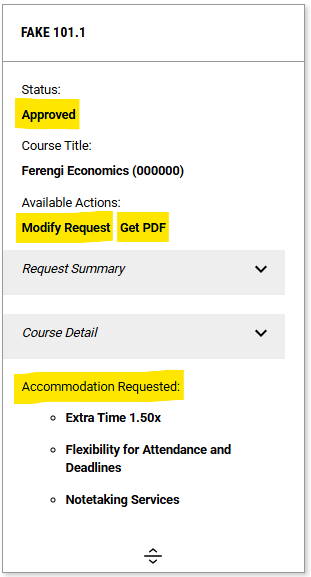 FAKE 101.1
Status:
Approved
Course Title:
Ferengi Economics (000000)
Available Actions:
Modify Request Get PDF
Request Summary
Course Detail
Accommodation Requested:
Extra Time 1.50x
Flexibility for Attendance and
Deadlines
Notetaking Services